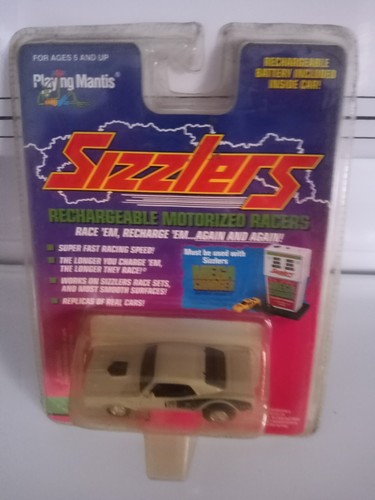 FOR AGES 5 AND UP
Playing Mantis®
RECHARGEABLE
BATTERY INCLUDED
INSIDE CAR!
Sizzlers
RECHARGEABLE MOTORIZED RACERS
RACE 'EM, RECHARGE 'EM...AGAIN AND AGAIN!
SUPER FAST RACING SPEED!
THE LONGER YOU CHARGE 'EM,
THE LONGER THEY RACE!®
WORKS ON SIZZLERS RACE SETS,
AND MOST SMOOTH SURFACES!
REPLICAS OF REAL CARS!
Must be used with
Sizzlers